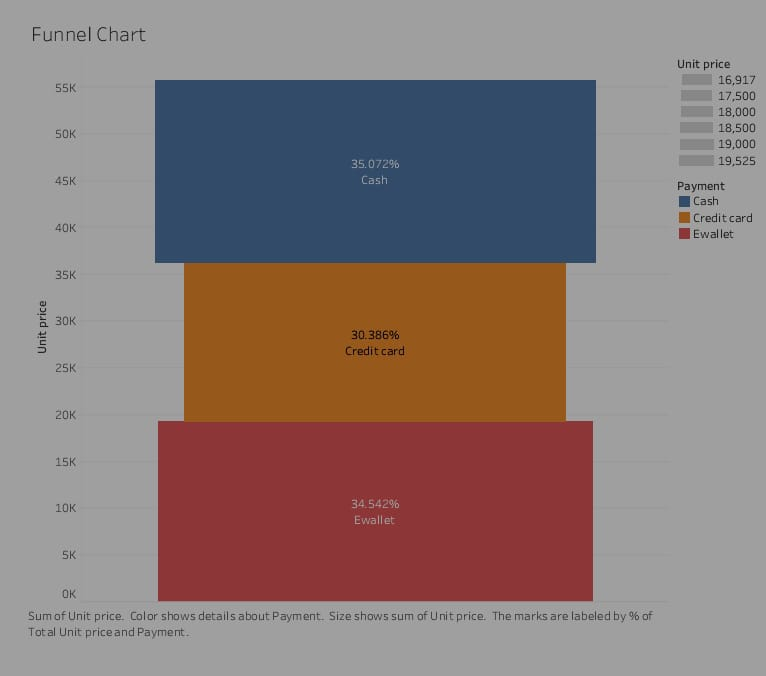 Funnel Chart
Unit price
16,917
17,500
18,000
18,500
19,000
19,525
Payment
Cash
Credit card
Ewallet
55K
50K
45K
40K
35K
30K
25K
20K
15K
10K
5K
0K
Unit price
35.072%
Cash
30.386%
Credit card
34.542%
Ewallet
Sum of Unit price. Color shows details about Payment. Size shows sum of Unit price. The marks are labeled by % of
Total Unit price and Payment.